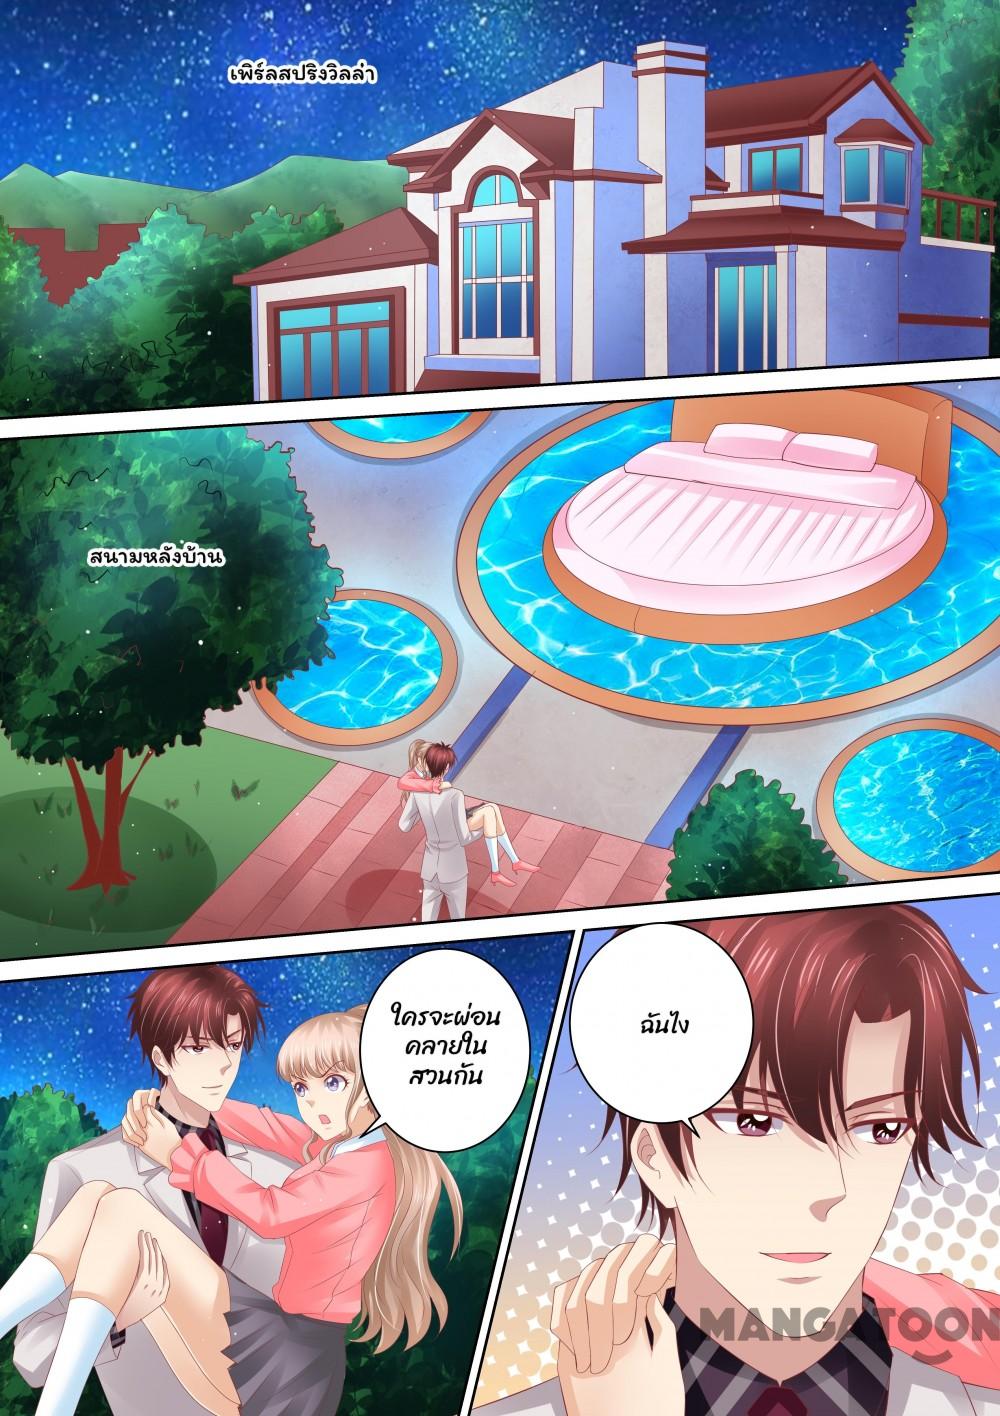 เพิร์ลสปริงวิลล่า
สนามหลังบ้าน
ใครจะผ่อน
คลายใน
สวนกัน
ฉันไง
MANGATOON